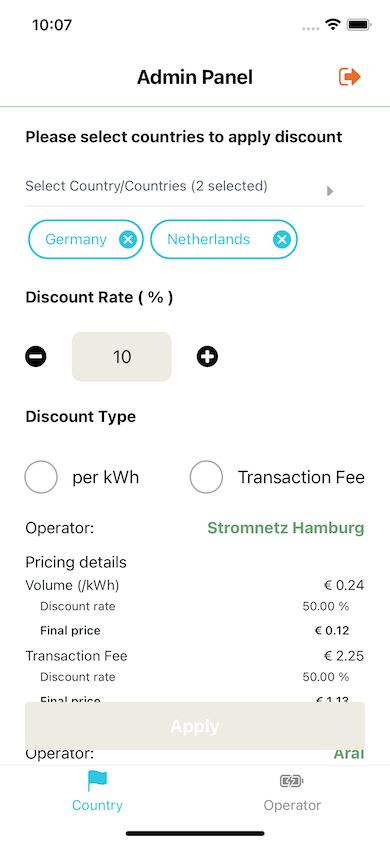 10:07
Admin Panel
Please select countries to apply discount
Select Country/Countries (2 selected)
Germany Netherlands
Discount Rate ( % )
10
Discount Type
per kWh Transaction Fee
Operator: Stromnetz Hamburg
Pricing details
Volume (/kWh) € 0.24
Discount rate 50.00 %
Final price € 0.12
Transaction Fee € 2.25
Discount rate 50.00 %
Final price € 1.13
Apply
Operator: Aral
Country Operator